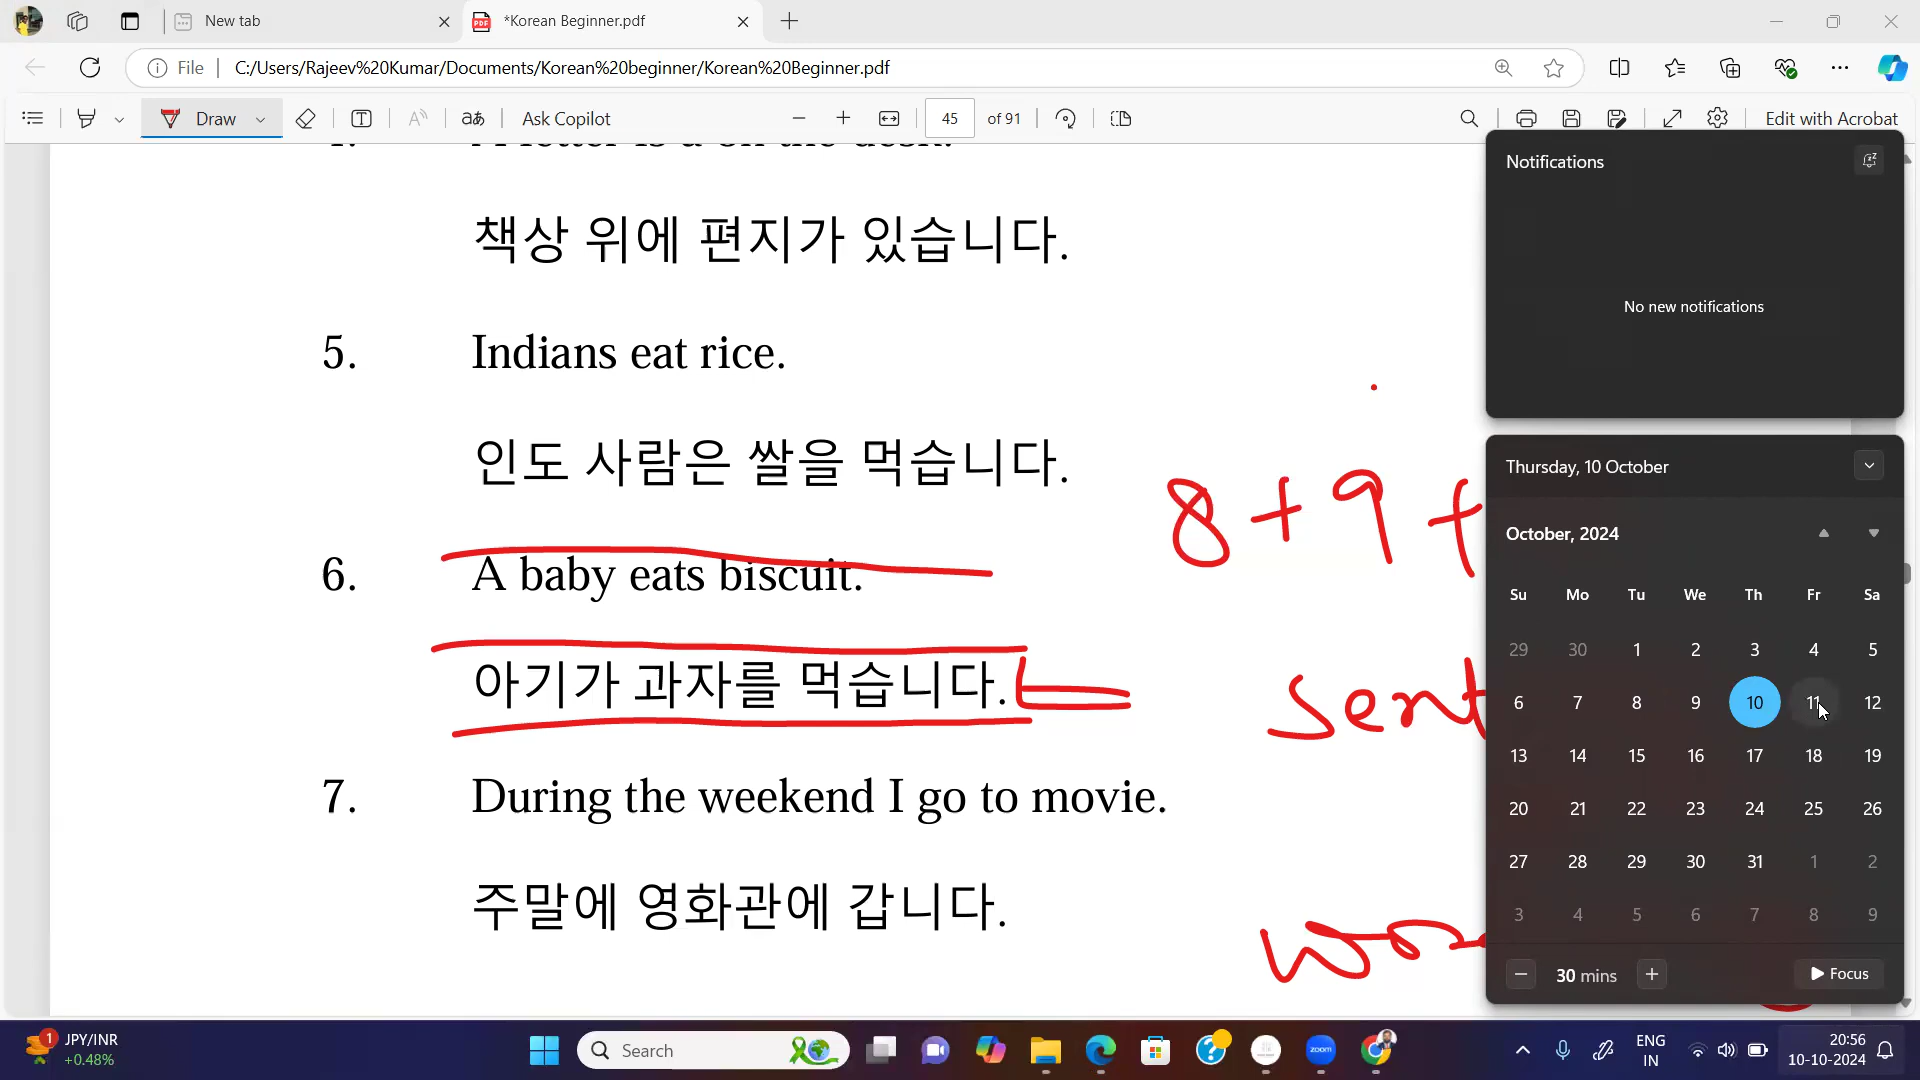 New tab
*Korean Beginner.pdf
File
C:/Users/Rajeev%20Kumar/Documents/Korean%20beginner/Korean%20Beginner.pdf
Draw
Ask Copilot
45 of 91
Edit with Acrobat
on the desk.
책상 위에 편지가 있습니다.
5. Indians eat rice.
인도 사람은 쌀을 먹습니다.
6. A baby eats biscuit.
아기가 과자를 먹습니다.
7. During the weekend I go to movie.
주말에 영화관에 갑니다.
8+9+
sent
Notifications
No new notifications
Thursday, 10 October
October, 2024
Su Mo Tu We Th Fr Sa
29 30 1 2 3 4 5
6 7 8 9 10 11 12
13 14 15 16 17 18 19
20 21 22 23 24 25 26
27 28 29 30 31 1 2
3 4 5 6 7 8 9
30 mins
Focus
1
JPY/INR
+0.48%
Search
zoom
ENG
IN
20:56
10-10-2024